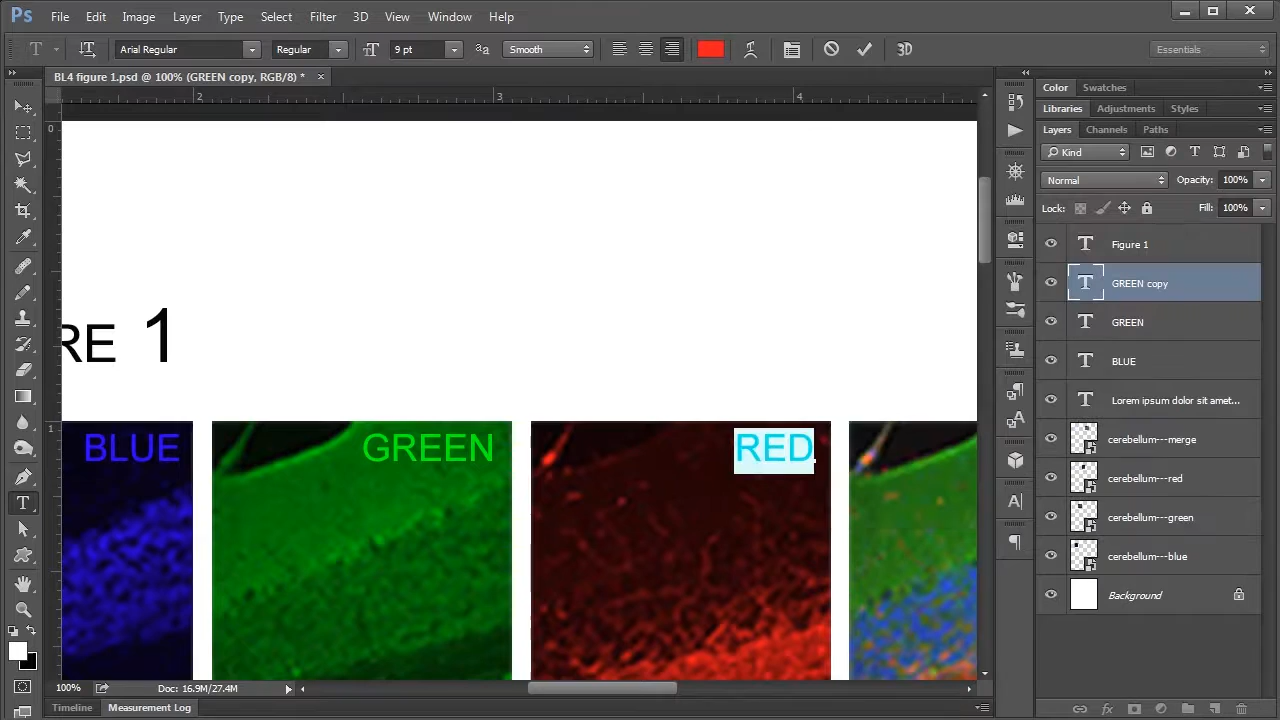 Ps File Edit Image Layer Type Select Filter 3D View Window Help
T Arial Regular Regular 9 pt aa Smooth 3D Essentials
BL4 figure 1.psd @ 100% (GREEN copy, RGB/8) * ×
Color Swatches
2 3 4
Libraries Adjustments Styles
Layers Channels Paths
0
Kind
Normal Opacity: 100%
Lock: Fill: 100%
Figure 1
GREEN copy
RE 1
GREEN
BLUE
Lorem ipsum dolor sit amet...
1
BLUE GREEN RED
cerebellum---merge
cerebellum---red
cerebellum---green
cerebellum---blue
Background
100% Doc: 16.9M/27.4M
Timeline Measurement Log
fx